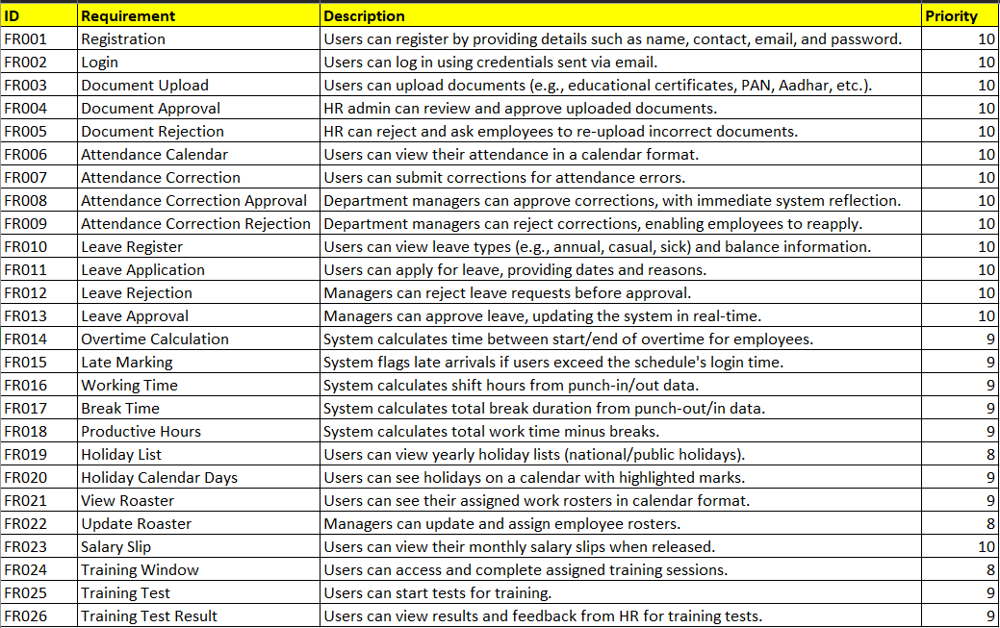 ID Requirement Description Priority
FR001 Registration Users can register by providing details such as name, contact, email, and password. 10
FR002 Login Users can log in using credentials sent via email. 10
FR003 Document Upload Users can upload documents (e.g., educational certificates, PAN, Aadhar, etc.). 10
FR004 Document Approval HR admin can review and approve uploaded documents. 10
FR005 Document Rejection HR can reject and ask employees to re-upload incorrect documents. 10
FR006 Attendance Calendar Users can view their attendance in a calendar format. 10
FR007 Attendance Correction Users can submit corrections for attendance errors. 10
FR008 Attendance Correction Approval Department managers can approve corrections, with immediate system reflection. 10
FR009 Attendance Correction Rejection Department managers can reject corrections, enabling employees to reapply. 10
FR010 Leave Register Users can view leave types (e.g., annual, casual, sick) and balance information. 10
FR011 Leave Application Users can apply for leave, providing dates and reasons. 10
FR012 Leave Rejection Managers can reject leave requests before approval. 10
FR013 Leave Approval Managers can approve leave, updating the system in real-time. 10
FR014 Overtime Calculation System calculates time between start/end of overtime for employees. 9
FR015 Late Marking System flags late arrivals if users exceed the schedule's login time. 9
FR016 Working Time System calculates shift hours from punch-in/out data. 9
FR017 Break Time System calculates total break duration from punch-out/in data. 9
FR018 Productive Hours System calculates total work time minus breaks. 9
FR019 Holiday List Users can view yearly holiday lists (national/public holidays). 8
FR020 Holiday Calendar Days Users can see holidays on a calendar with highlighted marks. 9
FR021 View Roaster Users can see their assigned work rosters in calendar format. 9
FR022 Update Roaster Managers can update and assign employee rosters. 8
FR023 Salary Slip Users can view their monthly salary slips when released. 10
FR024 Training Window Users can access and complete assigned training sessions. 8
FR025 Training Test Users can start tests for training. 9
FR026 Training Test Result Users can view results and feedback from HR for training tests. 9